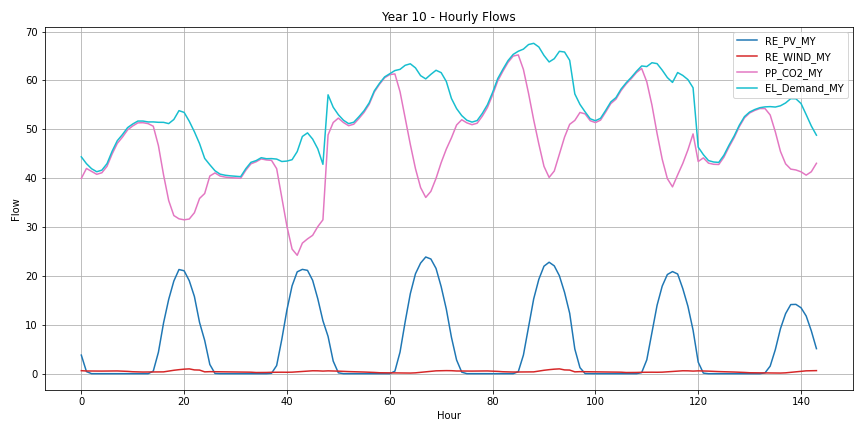 Year 10 - Hourly Flows
RE_PV_MY
RE_WIND_MY
PP_CO2_MY
EL_Demand_MY
Flow
70
60
50
40
30
20
10
0
0 20 40 60 80 100 120 140
Hour